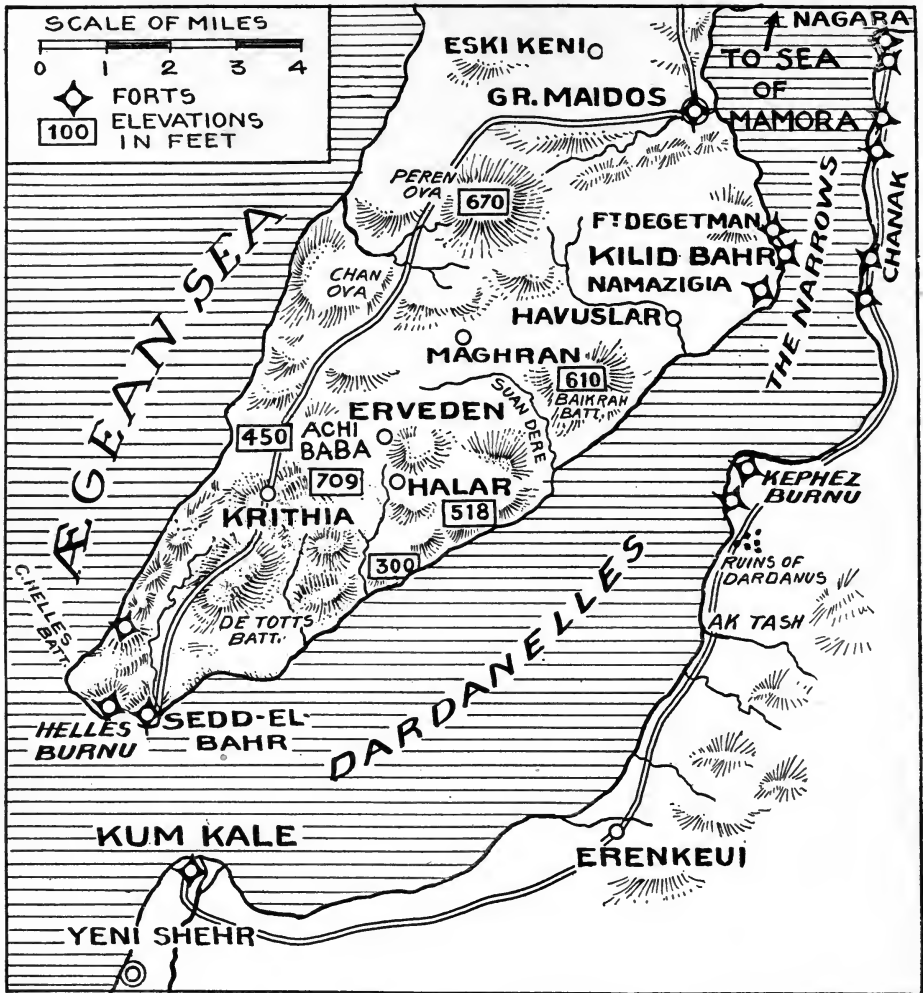 SCALE OF MILES
0 1 2 3 4
FORTS
100 ELEVATIONS
IN FEET
NAGARA
TO SEA
OF
MAMORA
ESKI KENI
GR. MAIDOS
PEREN
OVA
670
FT DEGETMAN
KILID BAHR
NAMAZIGIA
CHANAK
THE NARROWS
CHAN
OVA
HAVUSLAR
MAGHRAN
610
BAIKRAH
BATT.
SUAN DERE
ÆGEAN SEA
ERVEDEN
450
ACHI
BABA
709
HALAR
518
KRITHIA
KEPHEZ
BURNU
300
RUINS OF
DARDANUS
C. HELLES
BATT.
DE TOTTS
BATT.
AK TASH
DARDANELLES
HELLES
BURNU
SEDD-EL-
BAHR
KUM KALE
ERENKEUI
YENI SHEHR